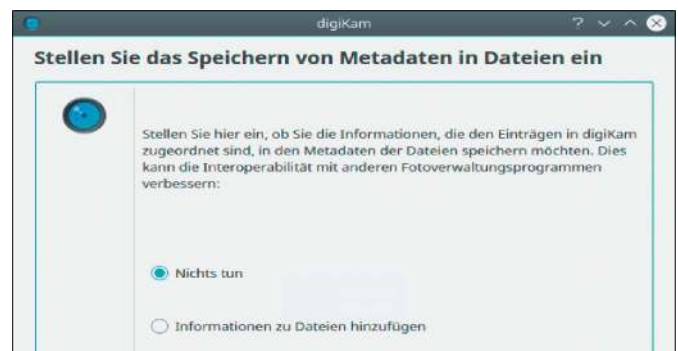 digiKam
Stellen Sie das Speichern von Metadaten in Dateien ein
Stellen Sie hier ein, ob Sie die Informationen, die den Einträgen in digiKam
zugeordnet sind, in den Metadaten der Dateien speichern möchten. Dies
kann die Interoperabilität mit anderen Fotoverwaltungsprogrammen
verbessern:
Nichts tun
Informationen zu Dateien hinzufügen